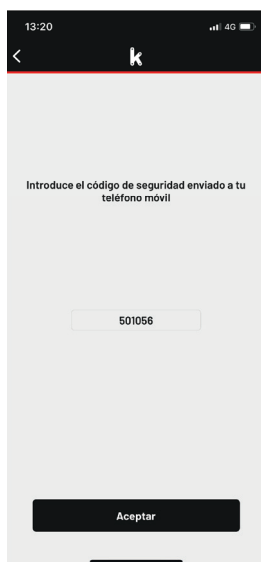 13:20
4G
k
Introduce el código de seguridad enviado a tu
teléfono móvil
501056
Aceptar